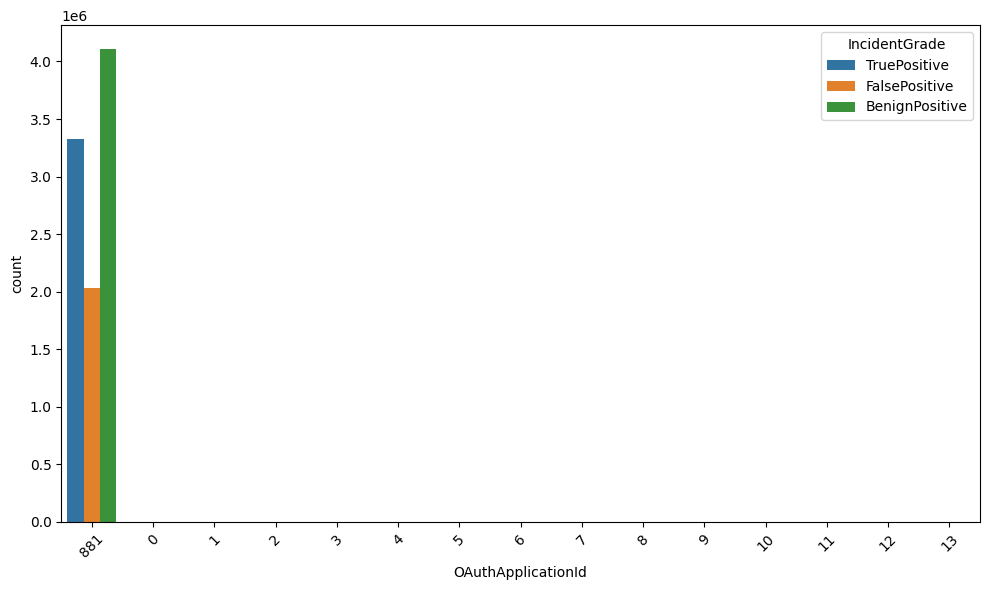 1e6
4.0
3.5
3.0
2.5
2.0
1.5
1.0
0.5
0.0
count
881 0 1 2 3 4 5 6 7 8 9 10 11 12 13
OAuthApplicationId
IncidentGrade
TruePositive
FalsePositive
BenignPositive